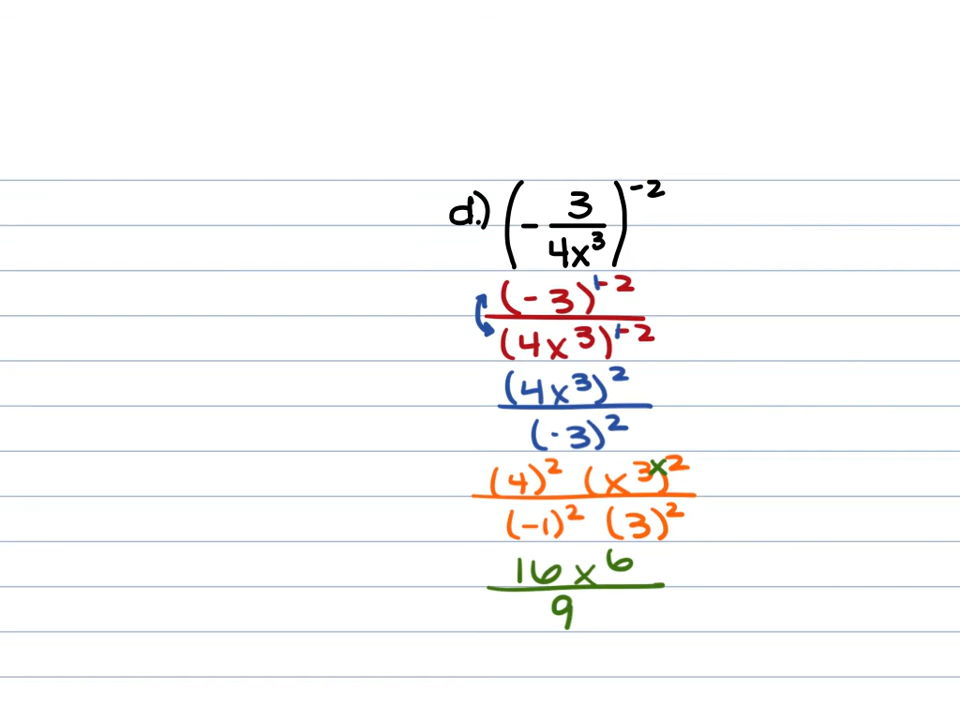 d.) (- 3/4x³)⁻²
(-3)⁻²
(4x³)⁻²
(4x³)²
(-3)²
(4)² (x³)ˣ²
(-1)² (3)²
16x⁶
9